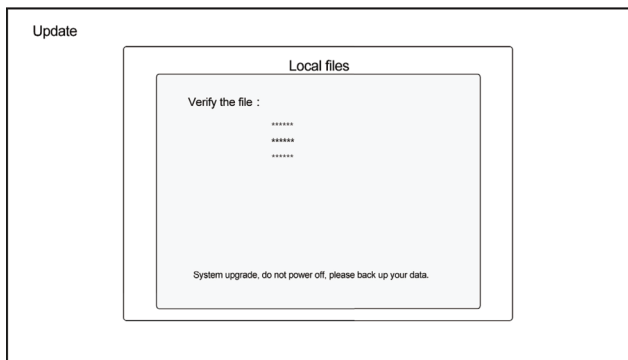 Update
Local files
Verify the file：
******
******
******
System upgrade, do not power off, please back up your data.